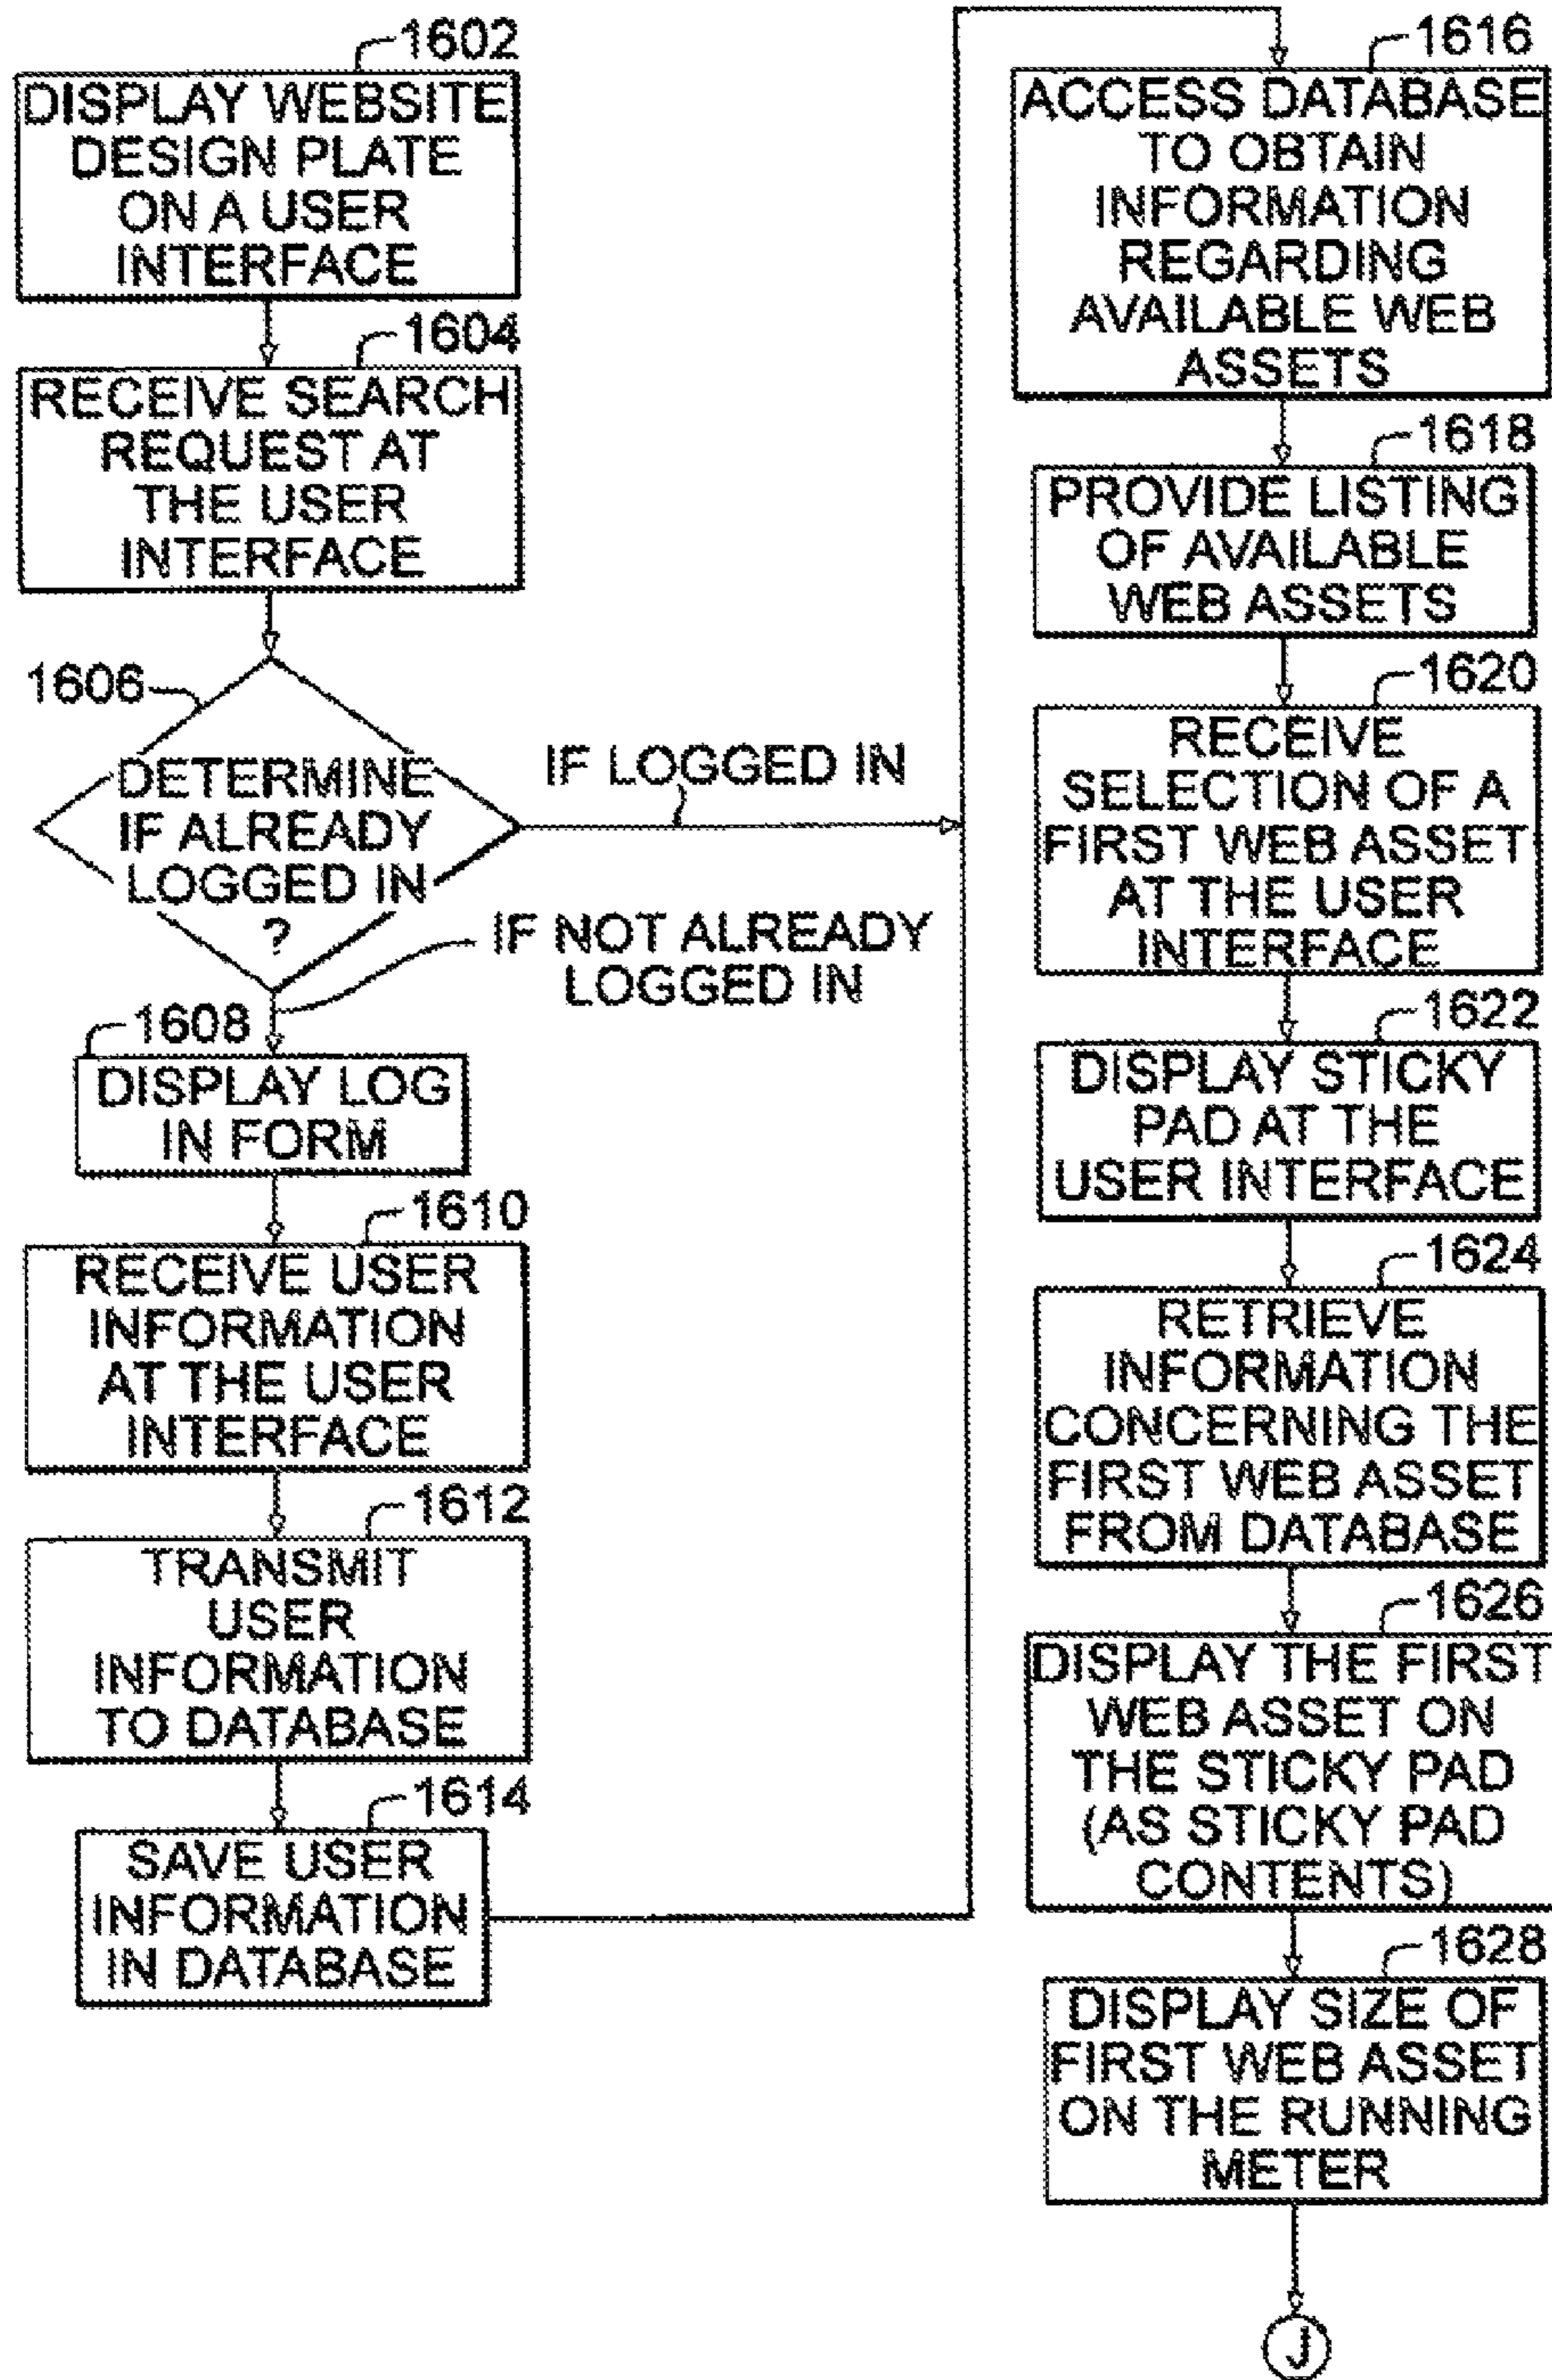 1602
DISPLAY WEBSITE
DESIGN PLATE
ON A USER
INTERFACE
1604
RECEIVE SEARCH
REQUEST AT
THE USER
INTERFACE
1606
DETERMINE
IF ALREADY
LOGGED IN
?
IF LOGGED IN
IF NOT ALREADY
LOGGED IN
1608
DISPLAY LOG
IN FORM
1610
RECEIVE USER
INFORMATION
AT THE USER
INTERFACE
1612
TRANSMIT
USER
INFORMATION
TO DATABASE
1614
SAVE USER
INFORMATION
IN DATABASE
1616
ACCESS DATABASE
TO OBTAIN
INFORMATION
REGARDING
AVAILABLE WEB
ASSETS
1618
PROVIDE LISTING
OF AVAILABLE
WEB ASSETS
1620
RECEIVE
SELECTION OF A
FIRST WEB ASSET
AT THE USER
INTERFACE
1622
DISPLAY STICKY
PAD AT THE
USER INTERFACE
1624
RETRIEVE
INFORMATION
CONCERNING THE
FIRST WEB ASSET
FROM DATABASE
1626
DISPLAY THE FIRST
WEB ASSET ON
THE STICKY PAD
(AS STICKY PAD
CONTENTS)
1628
DISPLAY SIZE OF
FIRST WEB ASSET
ON THE RUNNING
METER
J